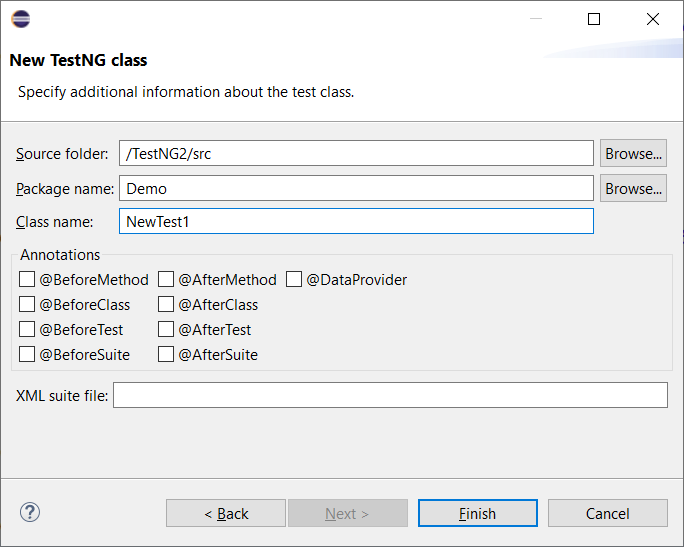 New TestNG class
Specify additional information about the test class.
Source folder: /TestNG2/src Browse...
Package name: Demo Browse...
Class name: NewTest1
Annotations
@BeforeMethod @AfterMethod @DataProvider
@BeforeClass @AfterClass
@BeforeTest @AfterTest
@BeforeSuite @AfterSuite
XML suite file:
? < Back Next > Finish Cancel